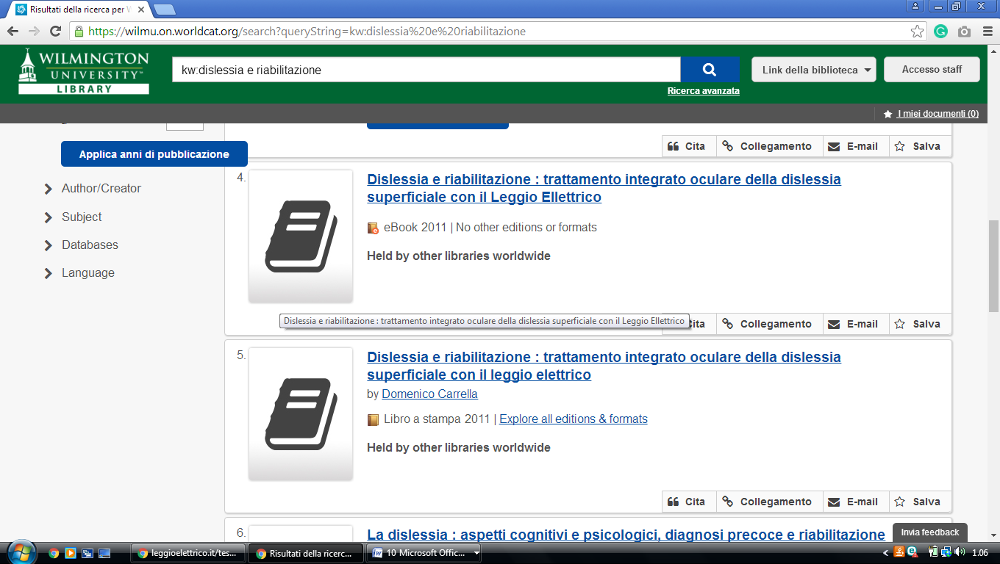 Risultati della ricerca per W
https://wilmu.on.worldcat.org/search?queryString=kw:dislessia%20e%20riabilitazione
WILMINGTON
UNIVERSITY
LIBRARY
kw:dislessia e riabilitazione
Link della biblioteca
Accesso staff
Ricerca avanzata
I miei documenti (0)
Applica anni di pubblicazione
Author/Creator
Subject
Databases
Language
Cita Collegamento E-mail Salva
4. Dislessia e riabilitazione : trattamento integrato oculare della dislessia
superficiale con il Leggio Ellettrico
eBook 2011 | No other editions or formats
Held by other libraries worldwide
Dislessia e riabilitazione : trattamento integrato oculare della dislessia superficiale con il Leggio Ellettrico
Cita Collegamento E-mail Salva
5. Dislessia e riabilitazione : trattamento integrato oculare della dislessia
superficiale con il leggio elettrico
by Domenico Carrella
Libro a stampa 2011 | Explore all editions & formats
Held by other libraries worldwide
Cita Collegamento E-mail Salva
6. La dislessia : aspetti cognitivi e psicologici, diagnosi precoce e riabilitazione
Invia feedback
leggioelettrico.it/tes...
Risultati della ricerc...
10 Microsoft Offic...
1.06